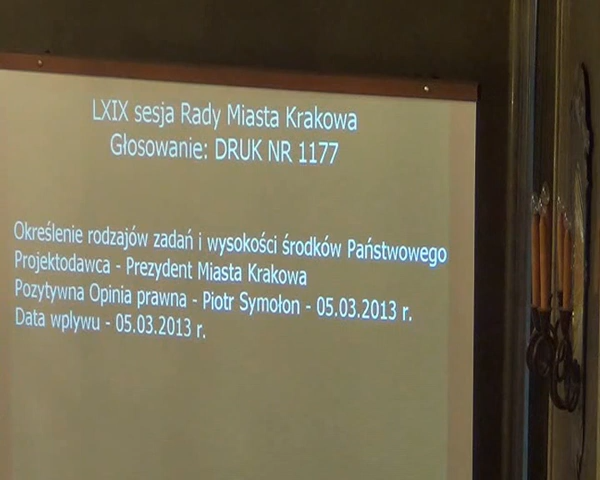 LXIX sesja Rady Miasta Krakowa
Głosowanie: DRUK NR 1177
Określenie rodzajów zadań i wysokości środków Państwowego
Projektodawca - Prezydent Miasta Krakowa
Pozytywna Opinia prawna - Piotr Symołon - 05.03.2013 r.
Data wpływu - 05.03.2013 r.